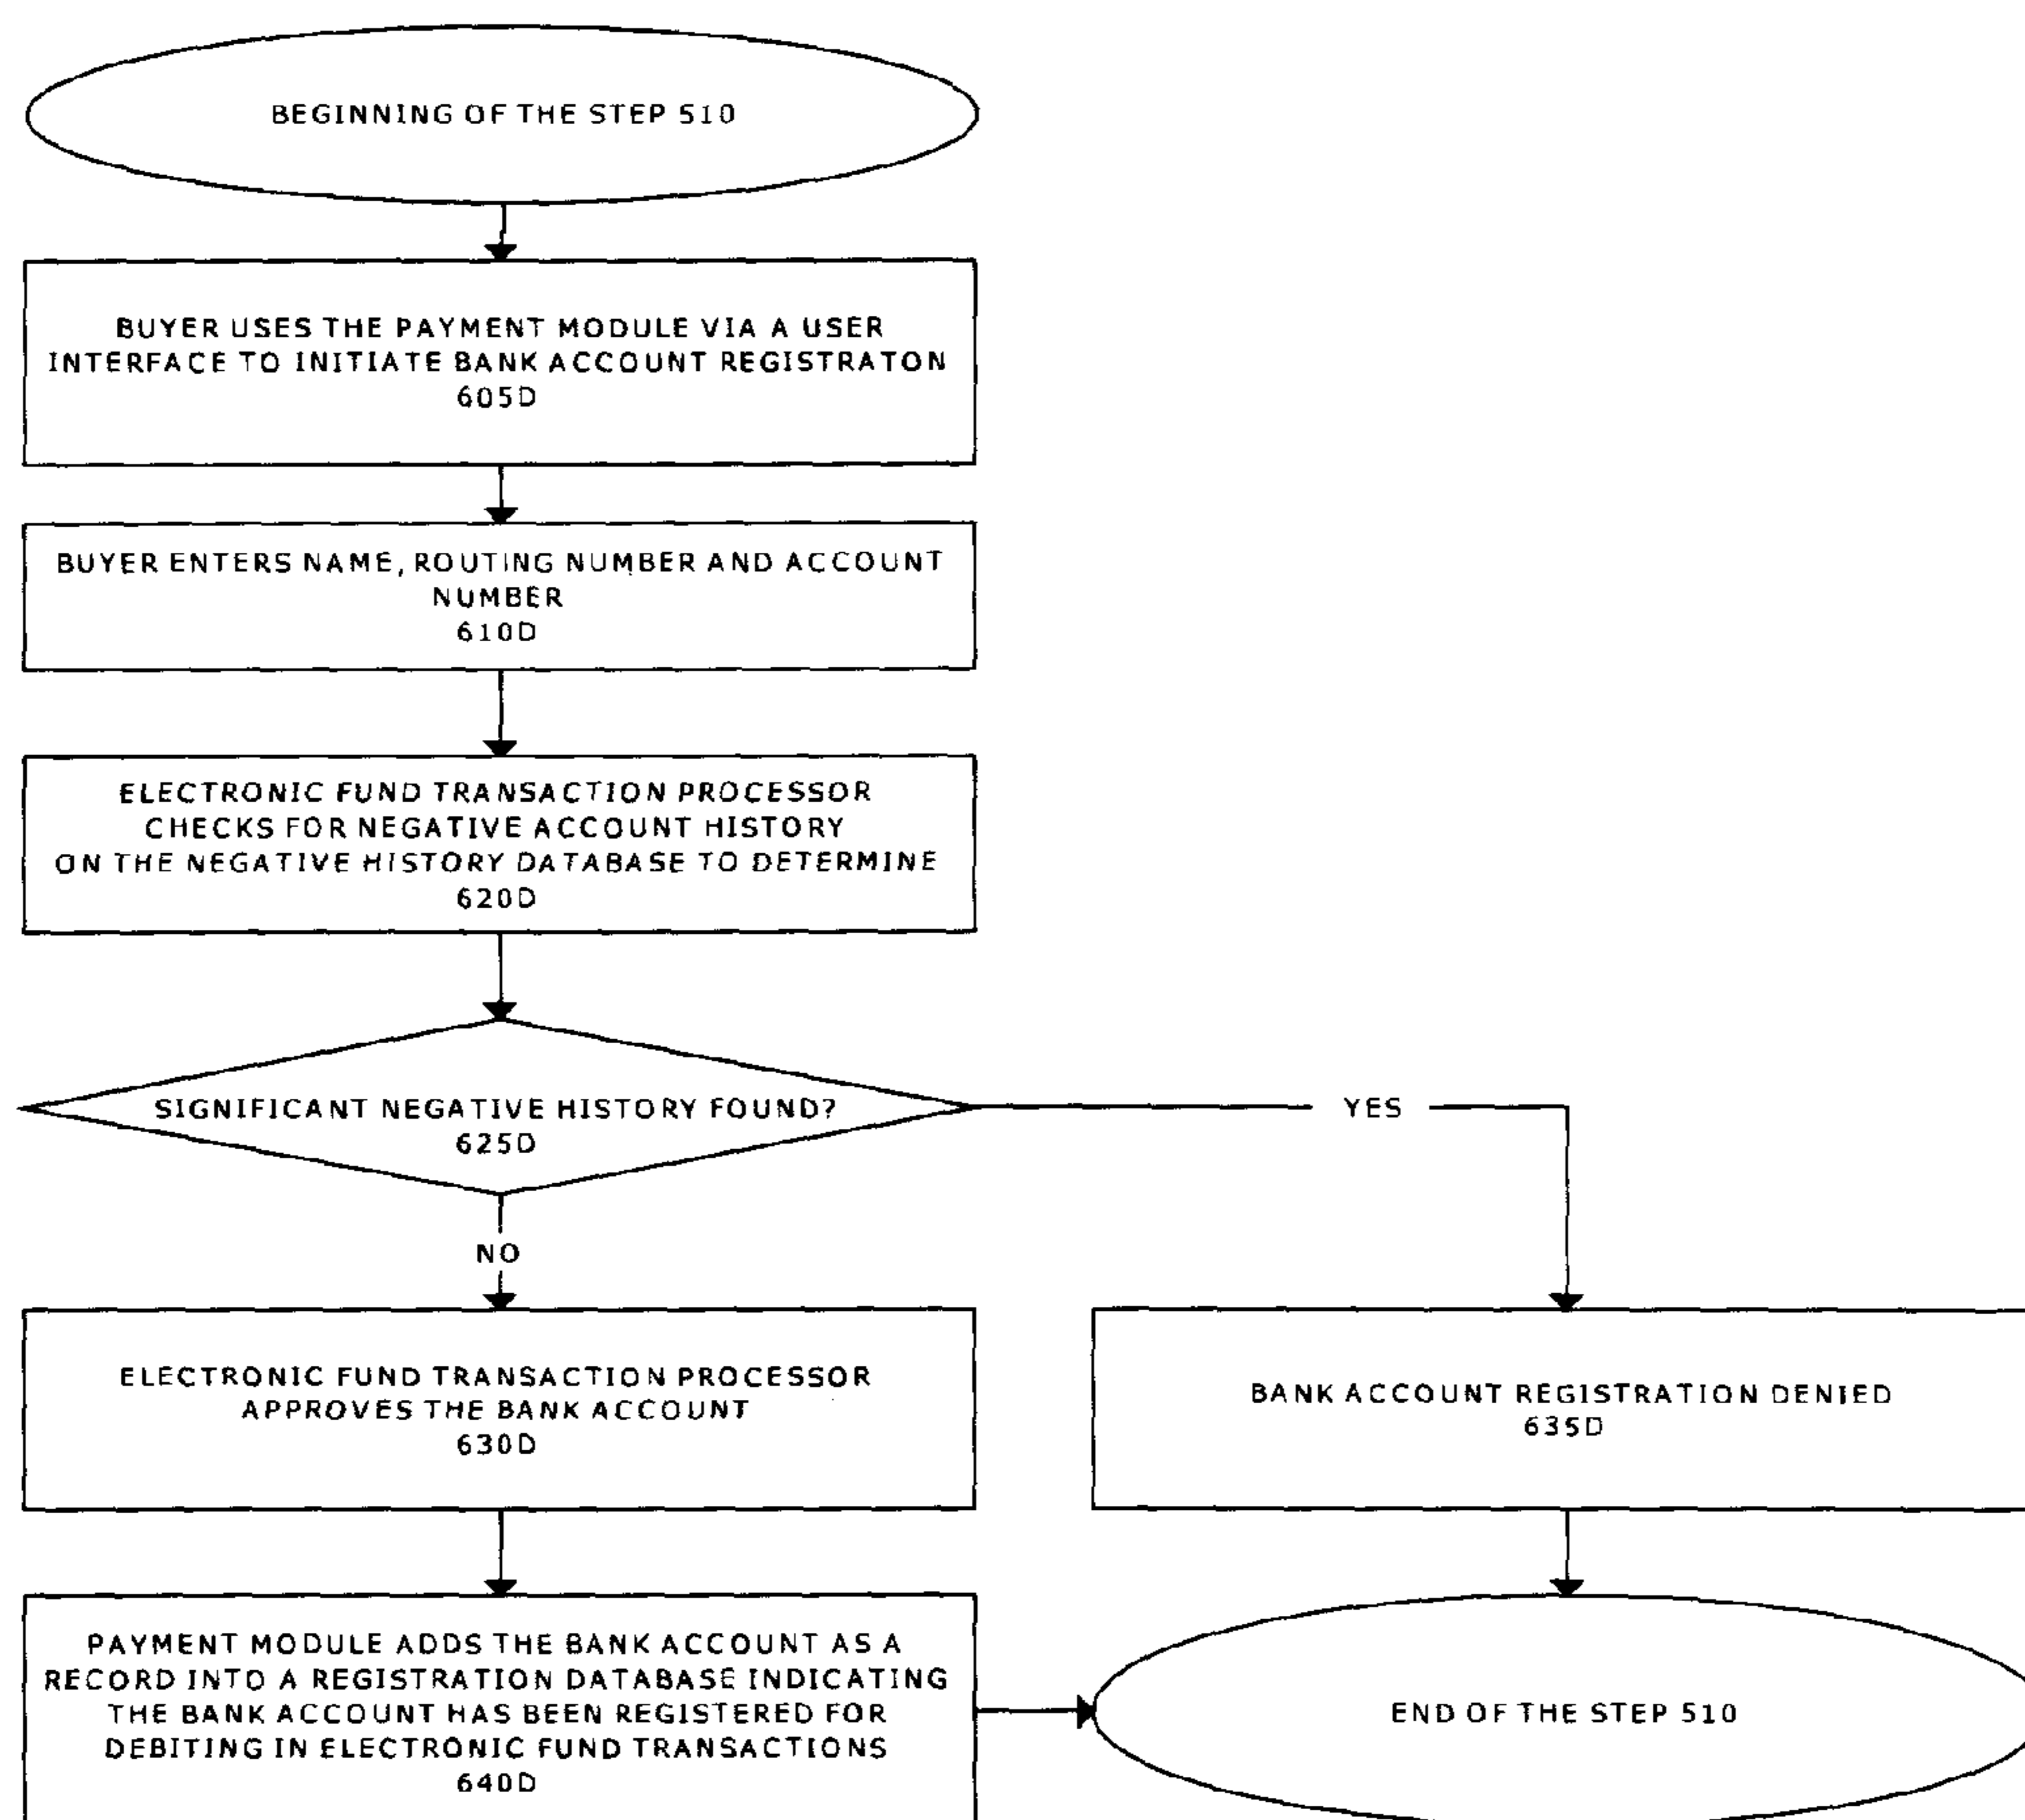 BEGINNING OF THE STEP 510
BUYER USES THE PAYMENT MODULE VIA A USER
INTERFACE TO INITIATE BANK ACCOUNT REGISTRATON
605D
BUYER ENTERS NAME, ROUTING NUMBER AND ACCOUNT
NUMBER
610D
ELECTRONIC FUND TRANSACTION PROCESSOR
CHECKS FOR NEGATIVE ACCOUNT HISTORY
ON THE NEGATIVE HISTORY DATABASE TO DETERMINE
620D
SIGNIFICANT NEGATIVE HISTORY FOUND?
625D
YES
NO
ELECTRONIC FUND TRANSACTION PROCESSOR
APPROVES THE BANK ACCOUNT
630D
BANK ACCOUNT REGISTRATION DENIED
635D
PAYMENT MODULE ADDS THE BANK ACCOUNT AS A
RECORD INTO A REGISTRATION DATABASE INDICATING
THE BANK ACCOUNT HAS BEEN REGISTERED FOR
DEBITING IN ELECTRONIC FUND TRANSACTIONS
640D
END OF THE STEP 510